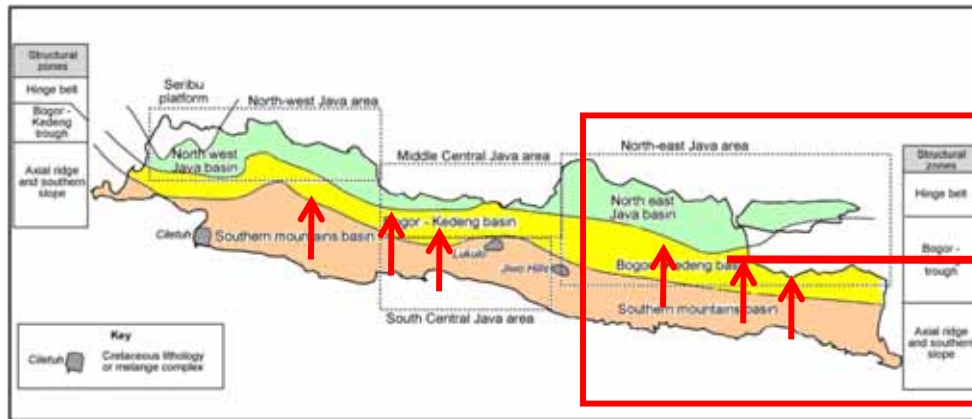 Structural
zones
Hinge belt
Bogor -
Kedeng
trough
Axial ridge
and southern
slope
Seribu
platform
North-west Java area
North west
Java basin
Middle Central Java area
North-east Java area
North east
Java basin
Bogor - Kedeng basin
Ciletuh
Southern mountains basin
Lukulo
Jiwo Hills
Bogor - Kedeng basin
Southern mountains basin
South Central Java area
Key
Ciletuh
Cretaceous lithology
or melange complex
Structural
zones
Hinge belt
Bogor -
trough
Axial ridge
and southern
slope